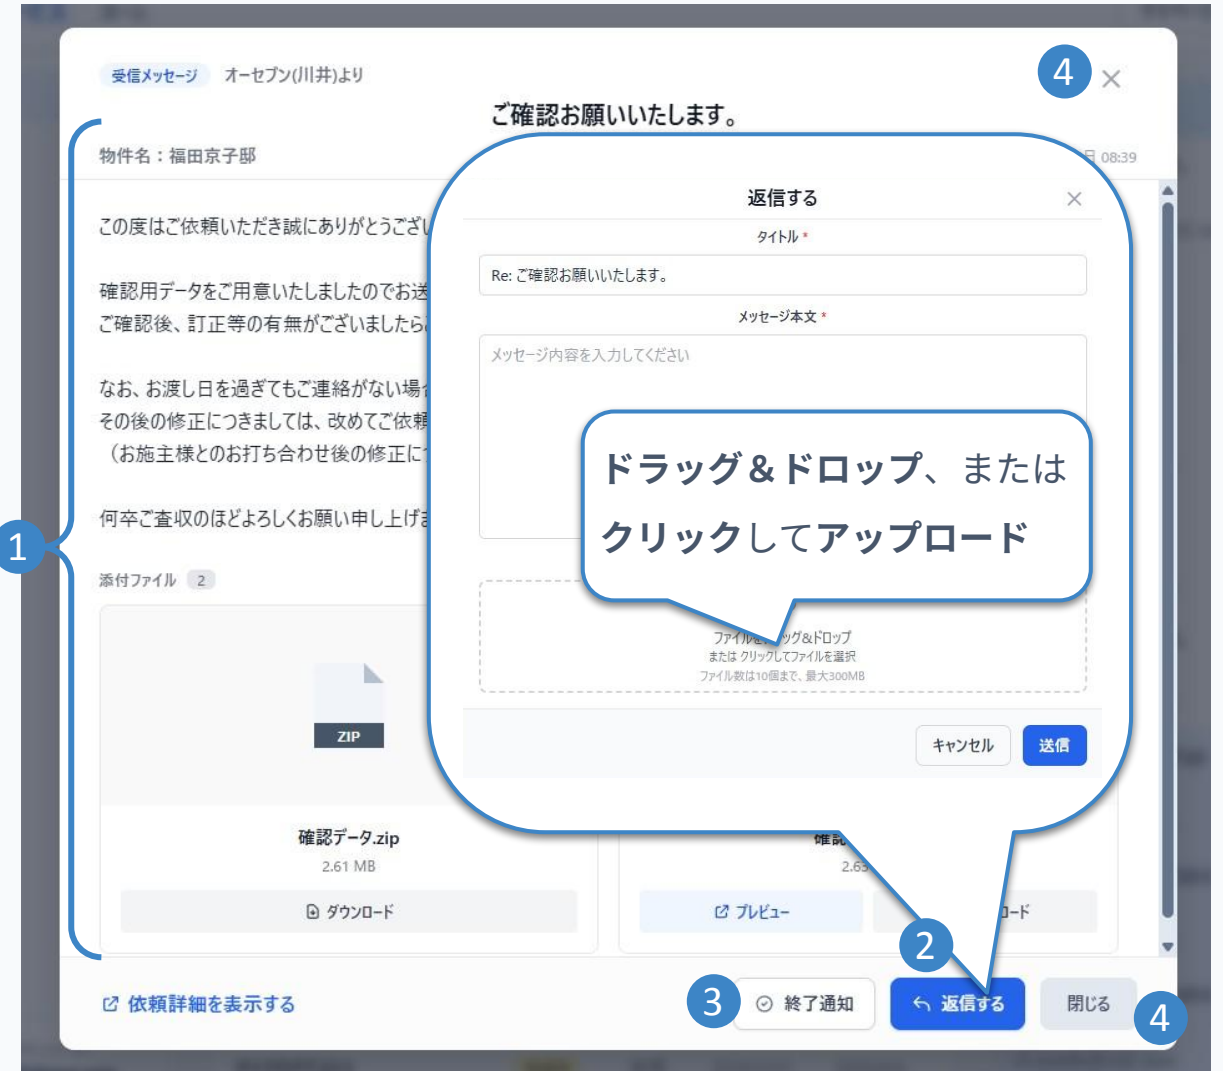 受信メッセージ オーセブン(川井)より
4
ご確認お願いいたします。
物件名：福田京子邸
08:39
この度はご依頼いただき誠にありがとうござい
確認用データをご用意いたしましたのでお送
ご確認後、訂正等の有無がございましたら
なお、お渡し日を過ぎてもご連絡がない場合
その後の修正につきましては、改めてご依頼
（お施主様とのお打ち合わせ後の修正に
何卒ご査収のほどよろしくお願い申し上げま
1
添付ファイル 2
ZIP
確認データ.zip
2.61 MB
ダウンロード
返信する
タイトル *
Re: ご確認お願いいたします。
メッセージ本文 *
メッセージ内容を入力してください
ドラッグ＆ドロップ、または
クリックしてアップロード
ファイルを ッグ&ドロップ
または クリックしてファイルを選択
ファイル数は10個まで、最大300MB
キャンセル 送信
確認
2.6
プレビュー
ード
2
依頼詳細を表示する
3
終了通知
返信する
閉じる
4